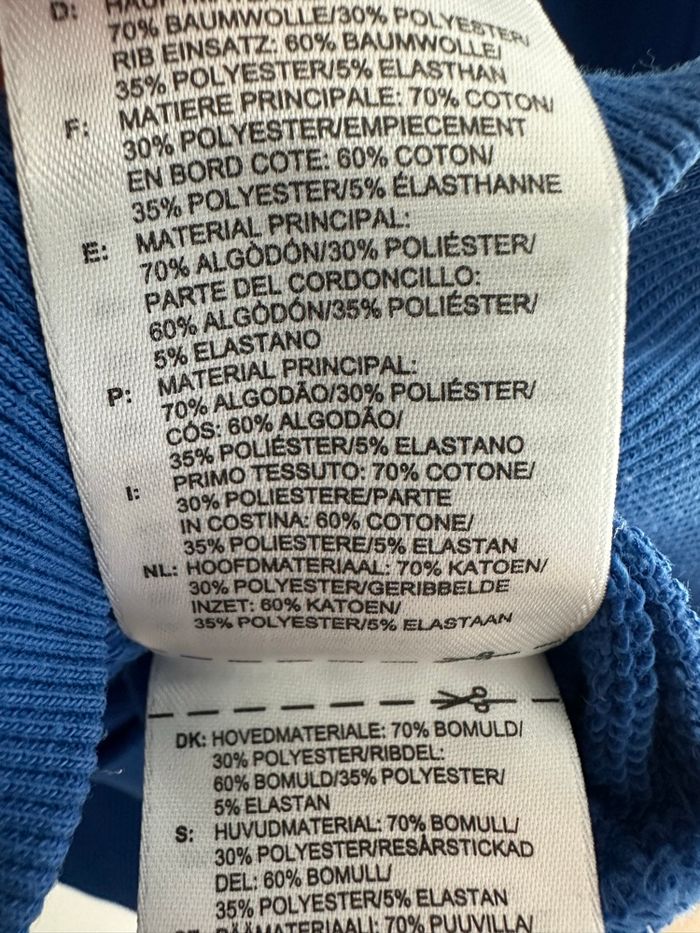 D:
70% BAUMWOLLE/30% POLYESTER/
RIB EINSATZ: 60% BAUMWOLLE/
35% POLYESTER/5% ELASTHAN
F: MATIERE PRINCIPALE: 70% COTON/
30% POLYESTER/EMPIECEMENT
EN BORD COTE: 60% COTON/
35% POLYESTER/5% ÉLASTHANNE
E: MATERIAL PRINCIPAL:
70% ALGÒDÓN/30% POLIÉSTER/
PARTE DEL CORDONCILLO:
60% ALGÒDÓN/35% POLIÉSTER/
5% ELASTANO
P: MATERIAL PRINCIPAL:
70% ALGODÃO/30% POLIÉSTER/
CÓS: 60% ALGODÃO/
35% POLIÉSTER/5% ELASTANO
I: PRIMO TESSUTO: 70% COTONE/
30% POLIESTERE/PARTE
IN COSTINA: 60% COTONE/
35% POLIESTERE/5% ELASTAN
NL: HOOFDMATERIAAL: 70% KATOEN/
30% POLYESTER/GERIBBELDE
INZET: 60% KATOEN/
35% POLYESTER/5% ELASTAAN
DK: HOVEDMATERIALE: 70% BOMULD/
30% POLYESTER/RIBDEL:
60% BOMULD/35% POLYESTER/
5% ELASTAN
S: HUVUDMATERIAL: 70% BOMULL/
30% POLYESTER/RESÅRSTICKAD
DEL: 60% BOMULL/
35% POLYESTER/5% ELASTAN
PÄÄMATERIAALI: 70% PUUVILLA/